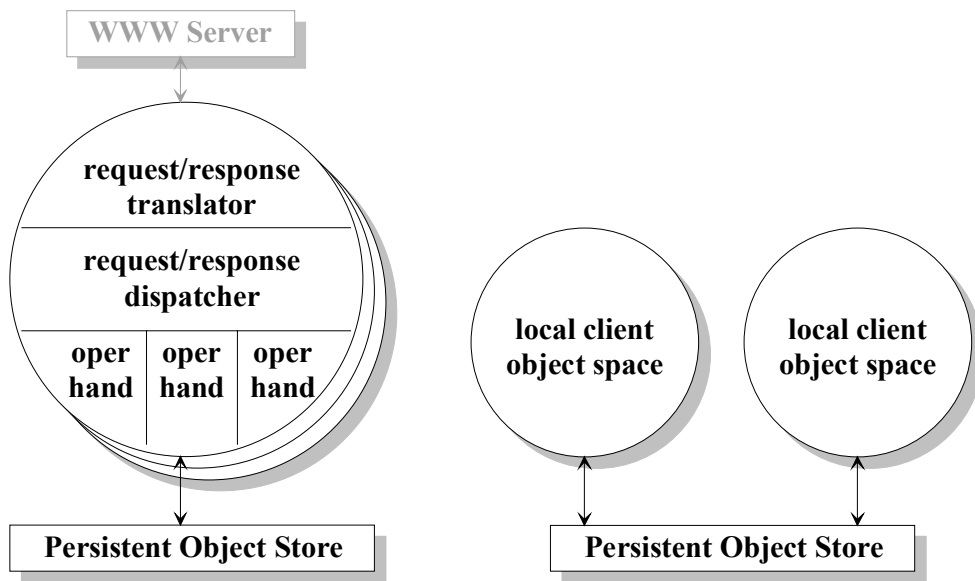 WWW Server
request/response
translator
request/response
dispatcher
oper oper oper
hand hand hand
Persistent Object Store
local client
object space
local client
object space
Persistent Object Store